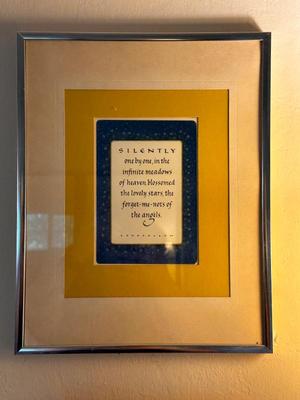 SILENTLY
one by one, in the
infinite meadows
of heaven, blossomed
the lovely stars, the
forget-me-nots of
the angels.
LONGFELLOW